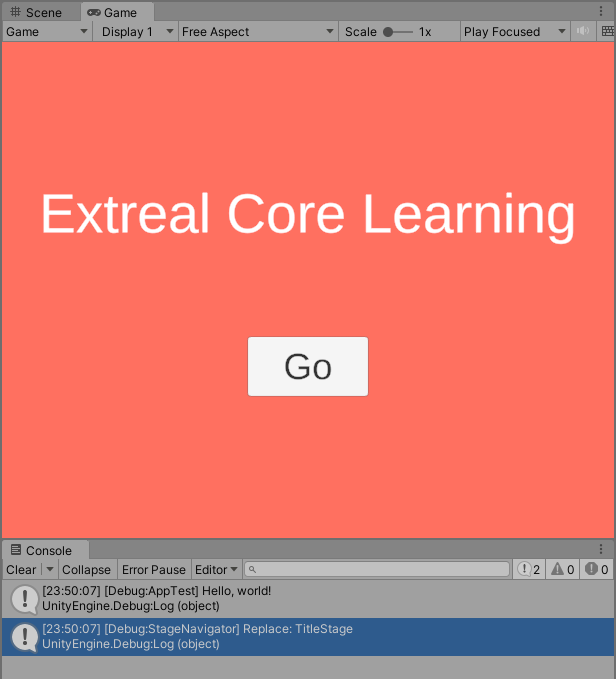 Scene Game
Game Display 1 Free Aspect Scale 1x Play Focused
Extreal Core Learning
Go
Console
Clear Collapse Error Pause Editor 2 0 0
[23:50:07] [Debug:AppTest] Hello, world!
UnityEngine.Debug:Log (object)
[23:50:07] [Debug:StageNavigator] Replace: TitleStage
UnityEngine.Debug:Log (object)